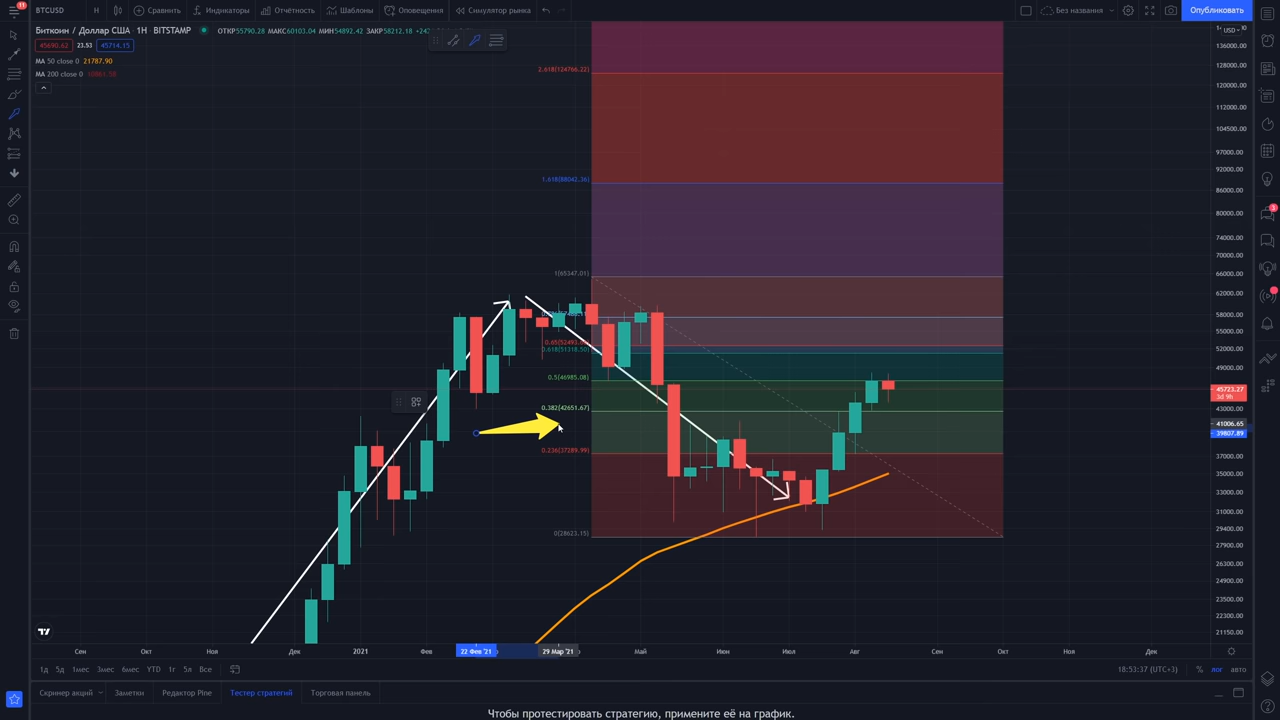 11
BTCUSD
Н
Сравнить
Индикаторы
Отчётность
Шаблоны
Оповещения
Симулятор рынка
Без названия
Опубликовать
Биткоин / Доллар США 1Н BITSTAMP
ОТКР55790.28 МАКС60103.04 МИН54892.42 ЗАКР58212.18
45690.62 23.53 45714.15
MA 50 close 0 21787.90
MA 200 close 0
USD
136000.00
128000.00
120000.00
112000.00
104500.00
97000.00
90000.00
86000.00
80000.00
74000.00
70000.00
66000.00
62000.00
58000.00
55000.00
52000.00
49000.00
45723.27
3d 9h
43000.00
41006.65
39807.89
37000.00
35000.00
33000.00
31000.00
29400.00
27900.00
26300.00
24900.00
23500.00
22300.00
21150.00
2.618(124766.22)
1.618(88042.36)
1(65347.01)
0.618(51318.50)
0.5(46985.08)
0.382(42651.67)
0.236(37289.99)
0(28623.15)
3
Сен
Окт
Ноя
Дек
2021
Фев
22 Фев '21
29 Мар '21
Май
Июн
Июл
Авг
Сен
Окт
Ноя
Дек
1д 5д 1мес 3мес 6мес YTD 1г 5л Все
18:53:37 (UTC+3)
%
лог
авто
Скринер акций
Заметки
Редактор Pine
Тестер стратегий
Торговая панель
Чтобы протестировать стратегию, примените её на график.